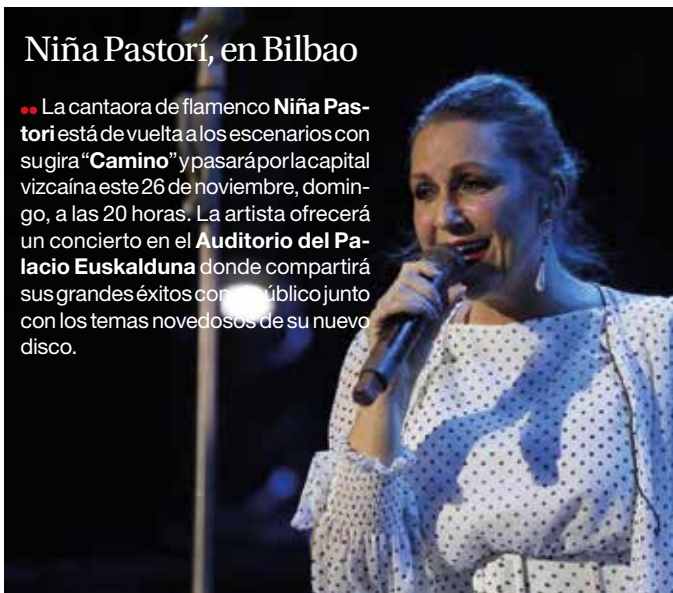 Niña Pastorí, en Bilbao
La cantaora de flamenco Niña Pas-
tori está de vuelta a los escenarios con
su gira “Camino” y pasará por la capital
vizcaína este 26 de noviembre, domin-
go, a las 20 horas. La artista ofrecerá
un concierto en el Auditorio del Pa-
lacio Euskalduna donde compartirá
sus grandes éxitos con público junto
con los temas novedosos de su nuevo
disco.